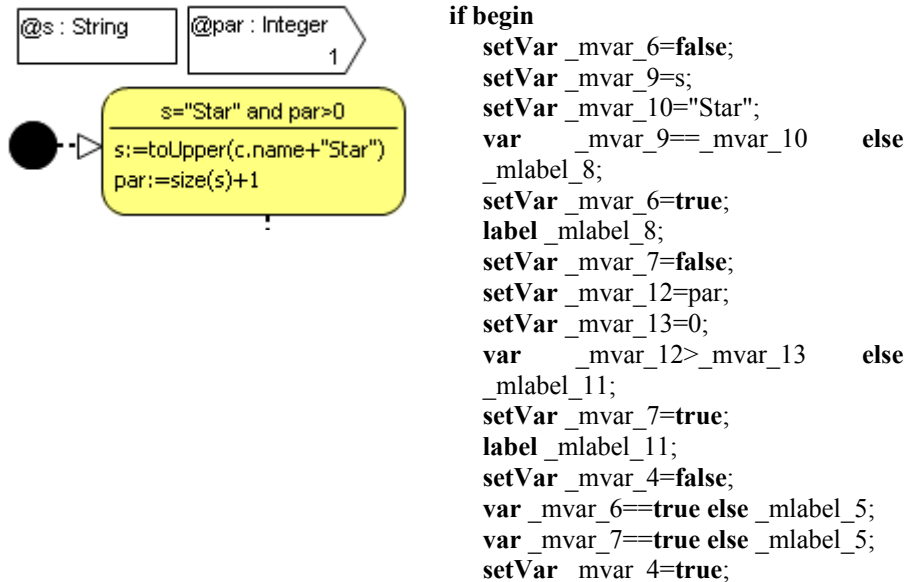 @s : String
@par : Integer
1
s="Star" and par>0
s:=toUpper(c.name+"Star")
par:=size(s)+1
if begin
setVar _mvar_6=false;
setVar _mvar_9=s;
setVar _mvar_10="Star";
var _mvar_9==_mvar_10 else
_mlabel_8;
setVar _mvar_6=true;
label _mlabel_8;
setVar _mvar_7=false;
setVar _mvar_12=par;
setVar _mvar_13=0;
var _mvar_12>_mvar_13 else
_mlabel_11;
setVar _mvar_7=true;
label _mlabel_11;
setVar _mvar_4=false;
var _mvar_6==true else _mlabel_5;
var _mvar_7==true else _mlabel_5;
setVar _mvar_4=true;